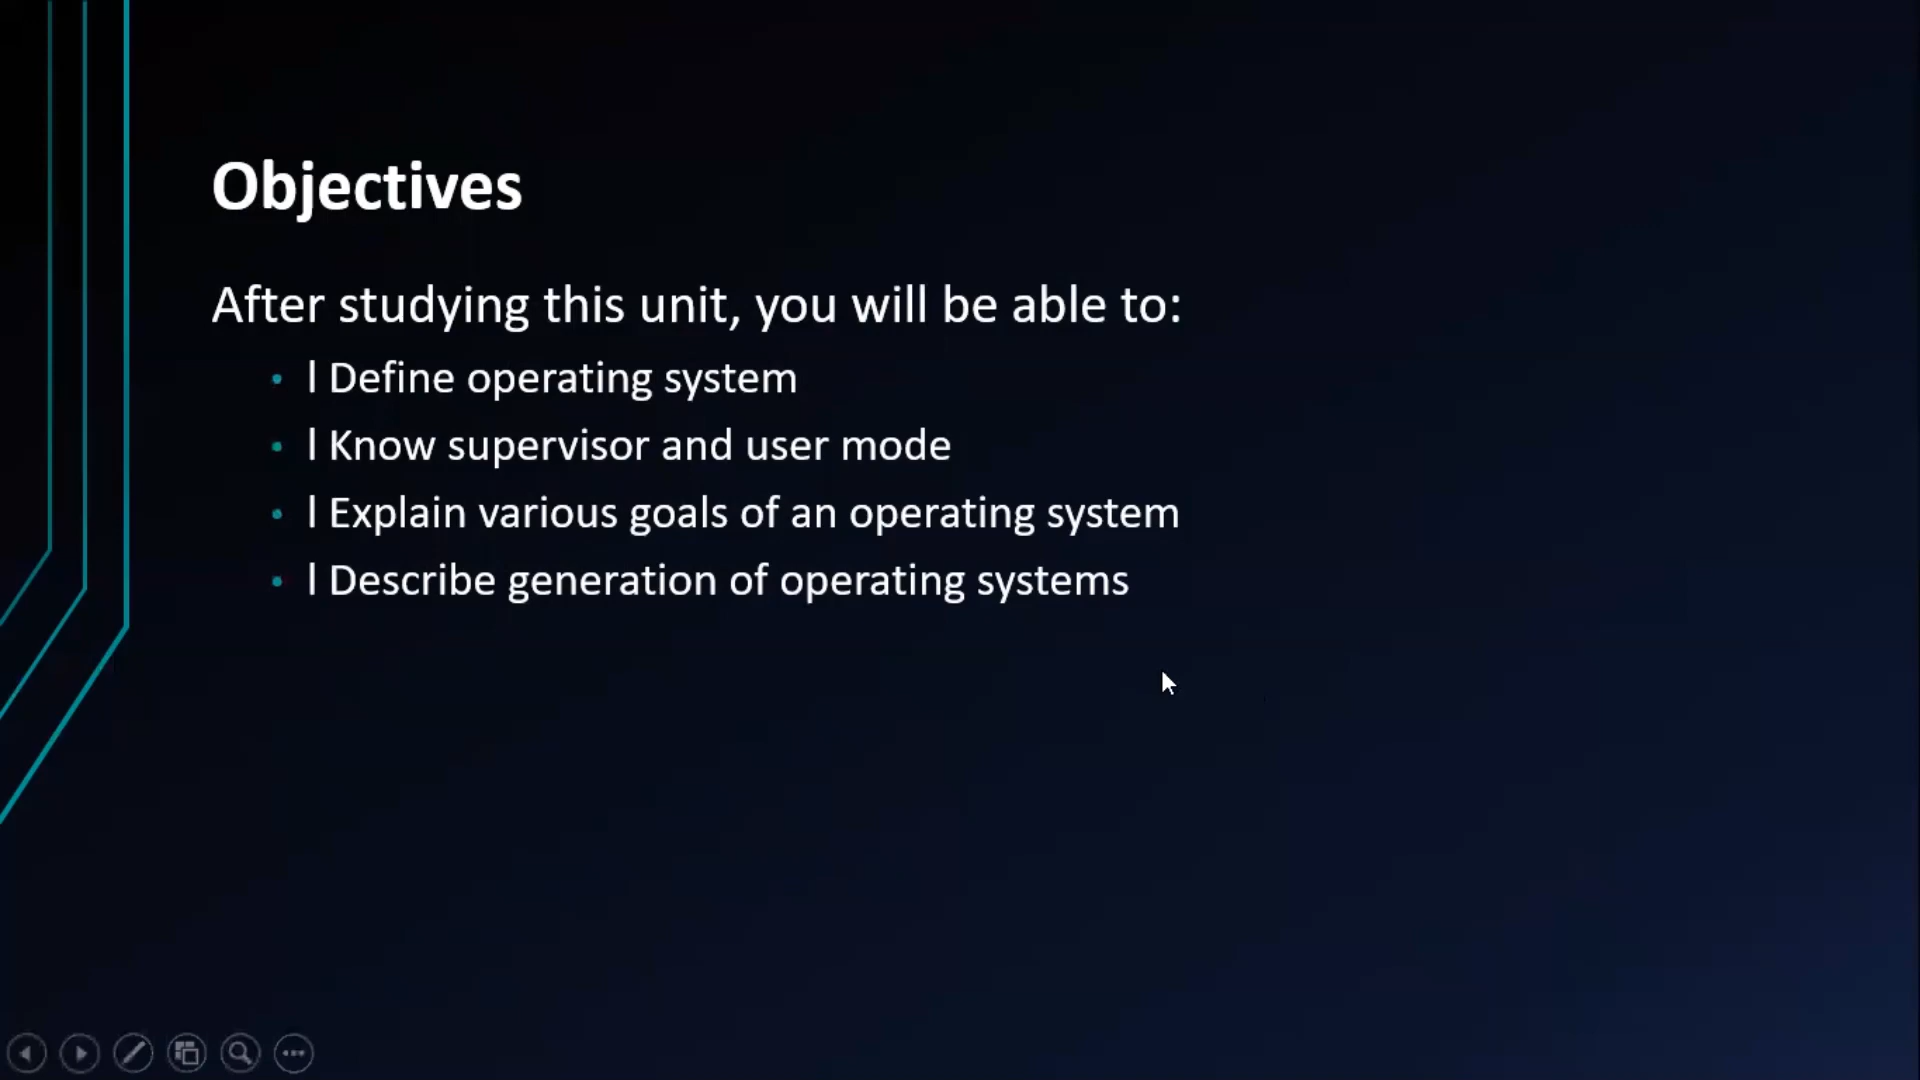 Objectives
After studying this unit, you will be able to:
• l Define operating system
• l Know supervisor and user mode
• l Explain various goals of an operating system
• l Describe generation of operating systems